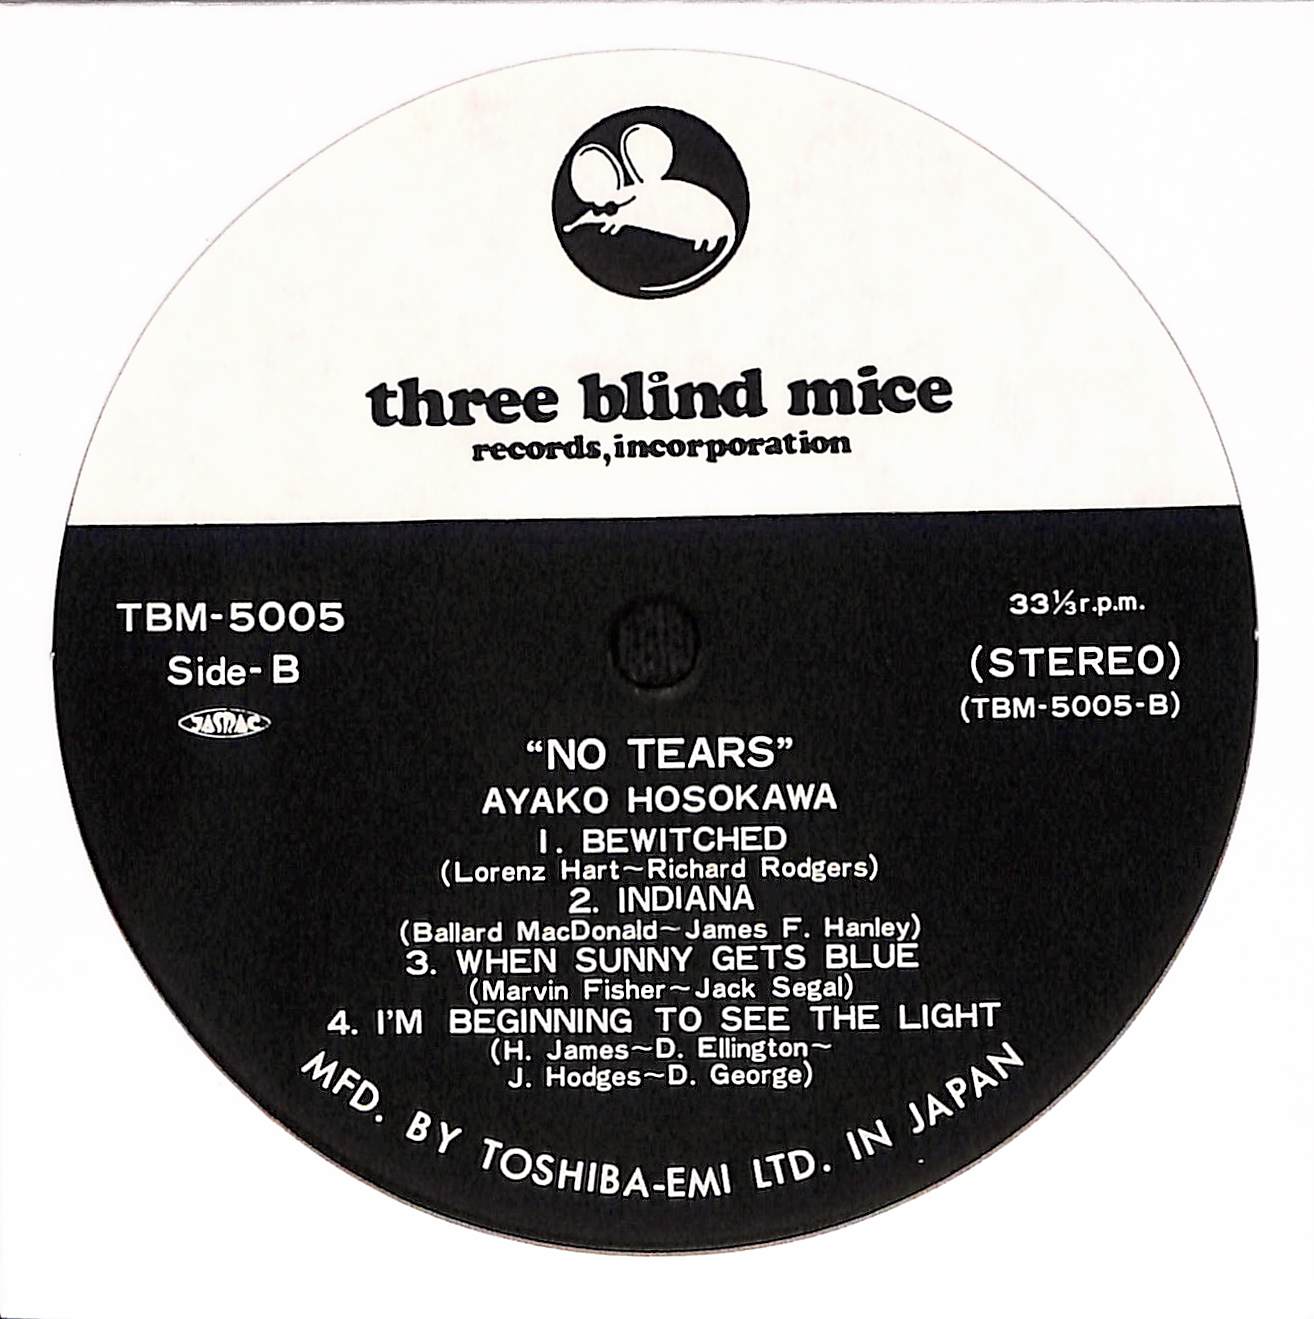 three blind mice
records,incorporation
TBM-5005
Side-B
JASRAC
33⅓r.p.m.
(STEREO)
(TBM-5005-B)
“NO TEARS”
AYAKO HOSOKAWA
1. BEWITCHED
(Lorenz Hart~Richard Rodgers)
2. INDIANA
(Ballard MacDonald~James F. Hanley)
3. WHEN SUNNY GETS BLUE
(Marvin Fisher~Jack Segal)
4. I'M BEGINNING TO SEE THE LIGHT
(H. James~D. Ellington~
J. Hodges~D. George)
MFD. BY TOSHIBA-EMI LTD. IN JAPAN